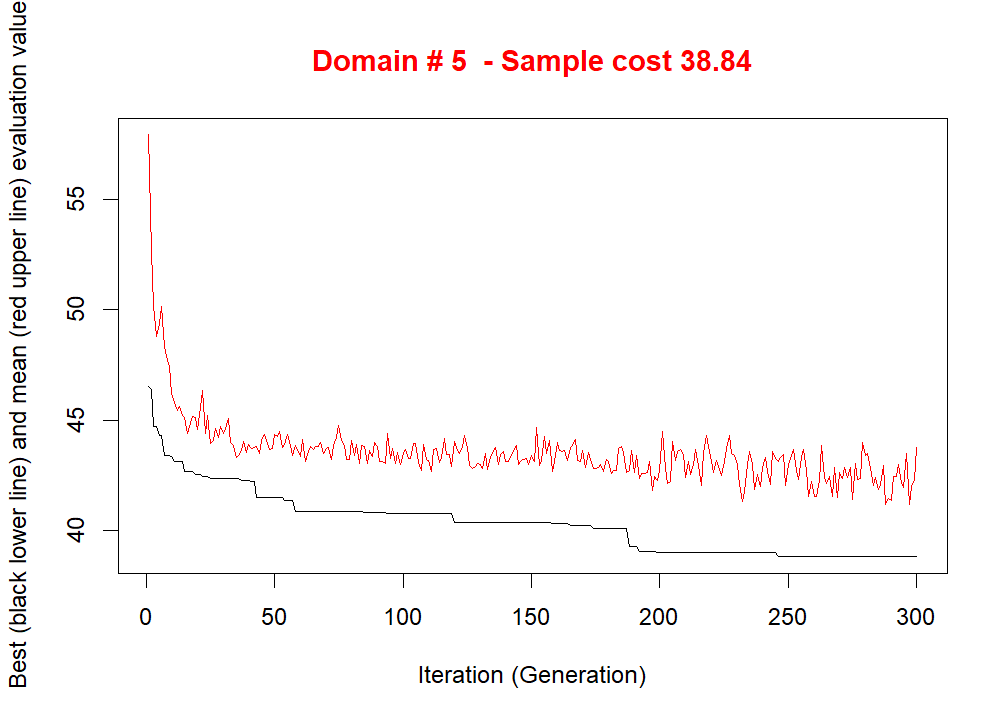 Domain # 5  - Sample cost 38.84
Best (black lower line) and mean (red upper line) evaluation value
55
50
45
40
0 50 100 150 200 250 300
Iteration (Generation)